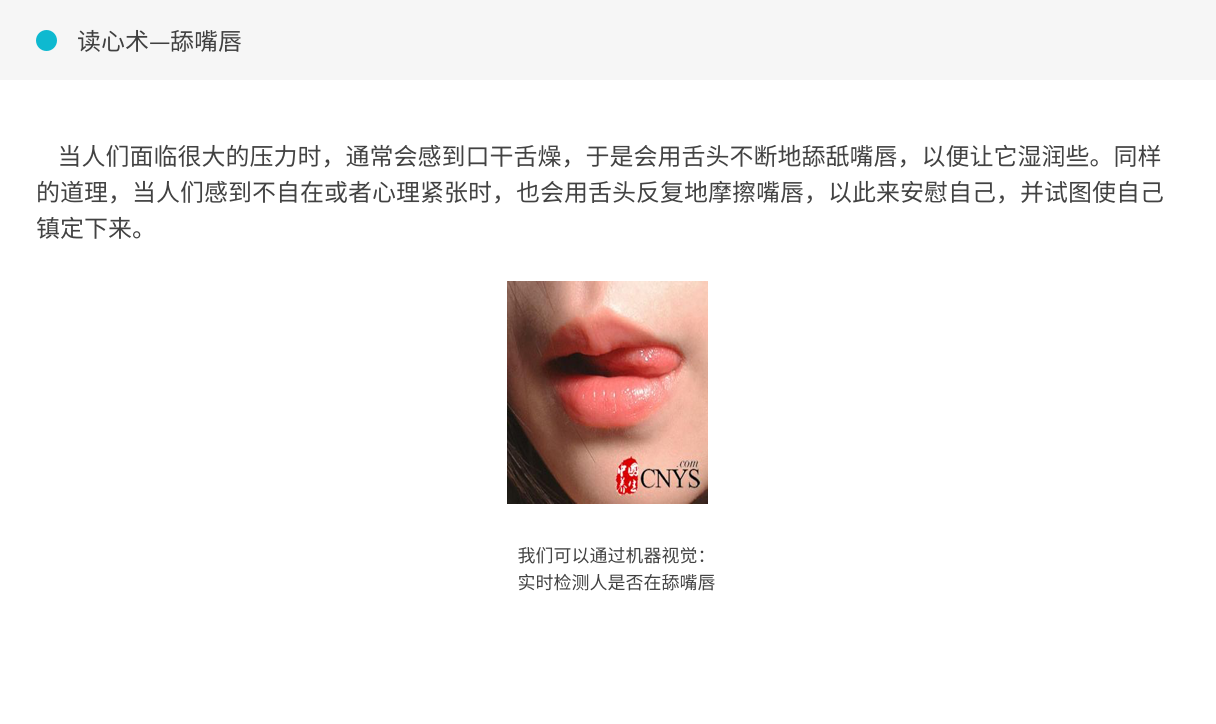 读心术—舔嘴唇
当人们面临很大的压力时，通常会感到口干舌燥，于是会用舌头不断地舔舐嘴唇，以便让它湿润些。同样
的道理，当人们感到不自在或者心理紧张时，也会用舌头反复地摩擦嘴唇，以此来安慰自己，并试图使自己
镇定下来。
.com
CNYS
我们可以通过机器视觉：
实时检测人是否在舔嘴唇